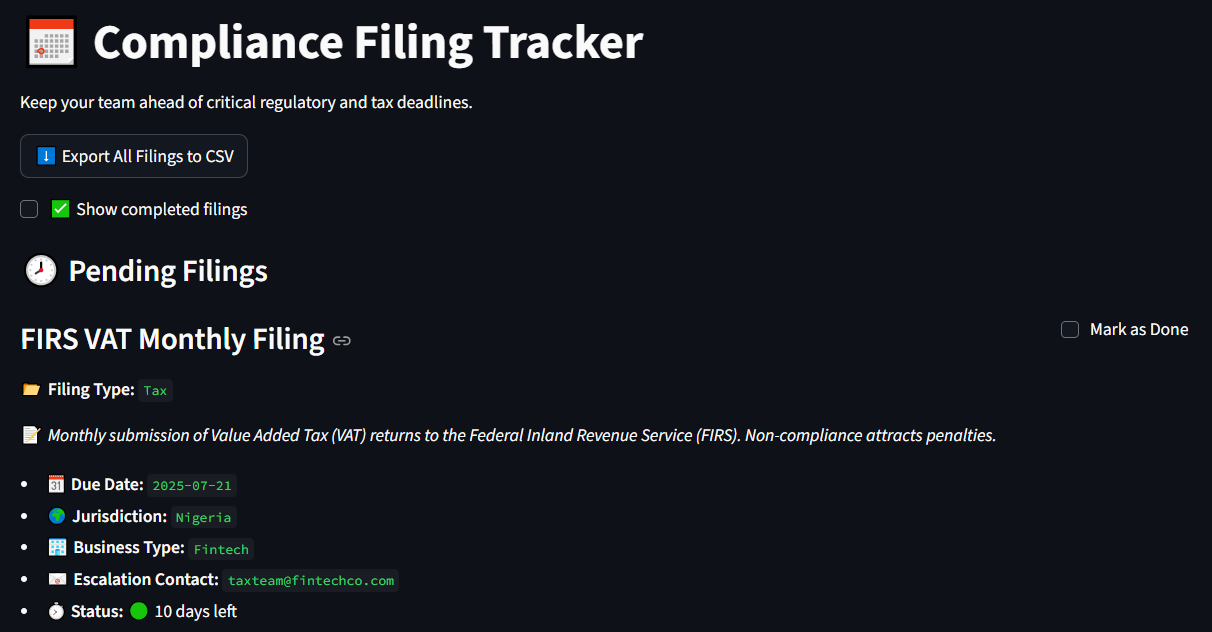 Compliance Filing Tracker
Keep your team ahead of critical regulatory and tax deadlines.
Export All Filings to CSV
Show completed filings
Pending Filings
FIRS VAT Monthly Filing
Mark as Done
Filing Type: Tax
Monthly submission of Value Added Tax (VAT) returns to the Federal Inland Revenue Service (FIRS). Non-compliance attracts penalties.
Due Date: 2025-07-21
Jurisdiction: Nigeria
Business Type: Fintech
Escalation Contact: taxteam@fintechco.com
Status: 10 days left